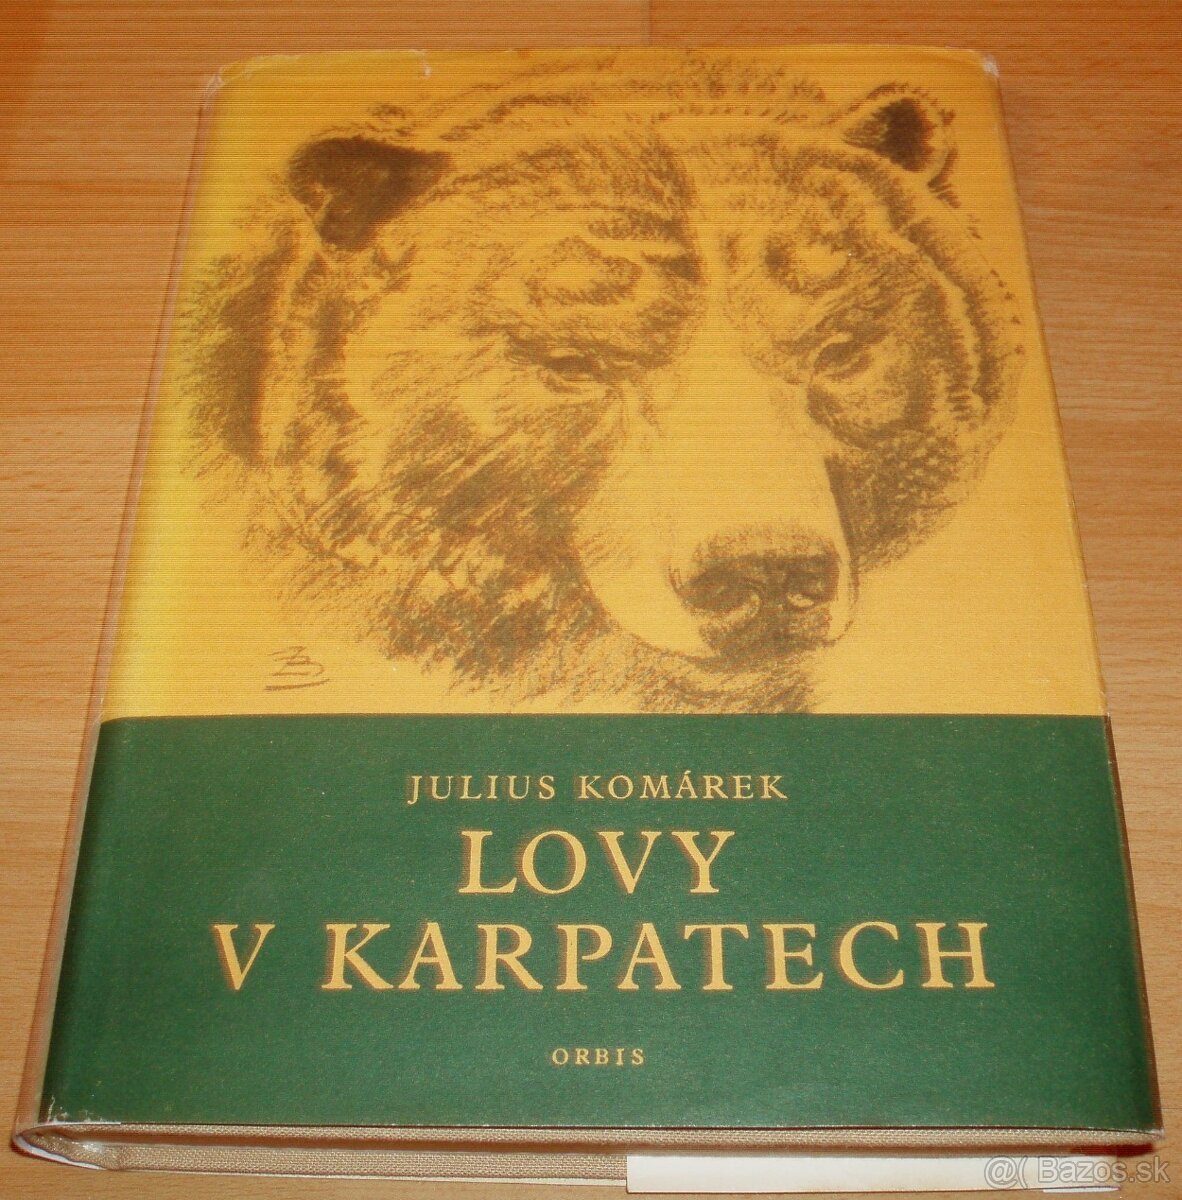 JULIUS KOMÁREK
LOVY
V KARPATECH
ORBIS
@( Bazos.sk